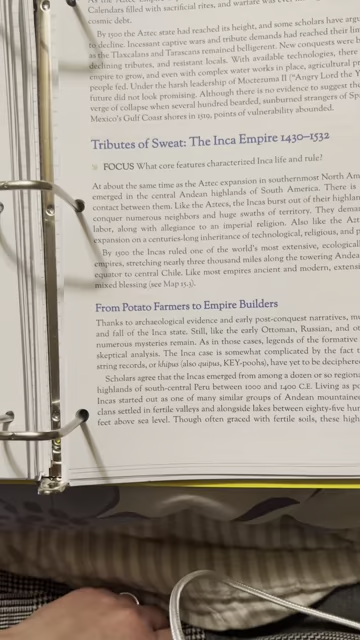 Calendars filled with sacrificial rites, and warfare was
cosmic debt.
By 1500 the Aztec state had reached its height, and some scholars have arg
to decline. Incessant captive wars and tribute demands had reached their lim
as the Tlaxcalans and Tarascans remained belligerent. New conquests were b
declining tributes, and resistant locals. With available technologies, there
empire to grow, and even with complex water works in place, agricultural pr
people fed. Under the harsh leadership of Moctezuma II ("Angry Lord the Y
future did not look promising. Although there is no evidence to suggest the
verge of collapse when several hundred bearded, sunburned strangers of Sp
Mexico's Gulf Coast shores in 1519, points of vulnerability abounded.
Tributes of Sweat: The Inca Empire 1430–1532
FOCUS What core features characterized Inca life and rule?
At about the same time as the Aztec expansion in southernmost North Am
emerged in the central Andean highlands of South America. There is
contact between them. Like the Aztecs, the Incas burst out of their highlan
conquer numerous neighbors and huge swaths of territory. They deman
labor, along with allegiance to an imperial religion. Also like the Azt
expansion on a centuries-long inheritance of technological, religious, and p
By 1500 the Incas ruled one of the world's most extensive, ecologicall
empires, stretching nearly three thousand miles along the towering Andea
equator to central Chile. Like most empires ancient and modern, extensi
mixed blessing (see Map 15.3).
From Potato Farmers to Empire Builders
Thanks to archaeological evidence and early post-conquest narratives, mu
and fall of the Inca state. Still, like the early Ottoman, Russian, and ot
numerous mysteries remain. As in those cases, legends of the formative
skeptical analysis. The Inca case is somewhat complicated by the fact t
string records, or khipus (also quipus, KEY-pooha), have yet to be deciphere
Scholars agree that the Incas emerged from among a dozen or so regiona
highlands of south-central Peru between 1000 and 1400 C.E. Living as po
Incas started out as one of many similar groups of Andean mountainee
clans settled in fertile valleys and alongside lakes between eighty-five hun
feet above sea level. Though often graced with fertile soils, these high